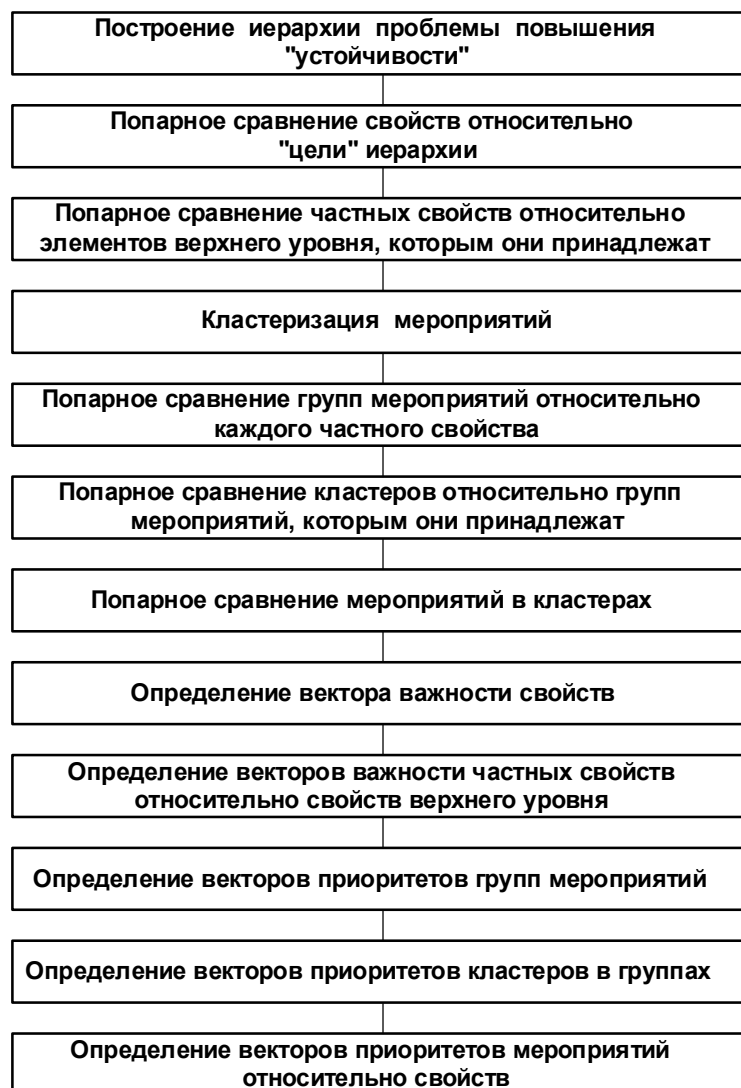 Построение иерархии проблемы повышения
"устойчивости"
Попарное сравнение свойств относительно
"цели" иерархии
Попарное сравнение частных свойств относительно
элементов верхнего уровня, которым они принадлежат
Кластеризация мероприятий
Попарное сравнение групп мероприятий относительно
каждого частного свойства
Попарное сравнение кластеров относительно групп
мероприятий, которым они принадлежат
Попарное сравнение мероприятий в кластерах
Определение вектора важности свойств
Определение векторов важности частных свойств
относительно свойств верхнего уровня
Определение векторов приоритетов групп мероприятий
Определение векторов приоритетов кластеров в группах
Определение векторов приоритетов мероприятий
относительно свойств